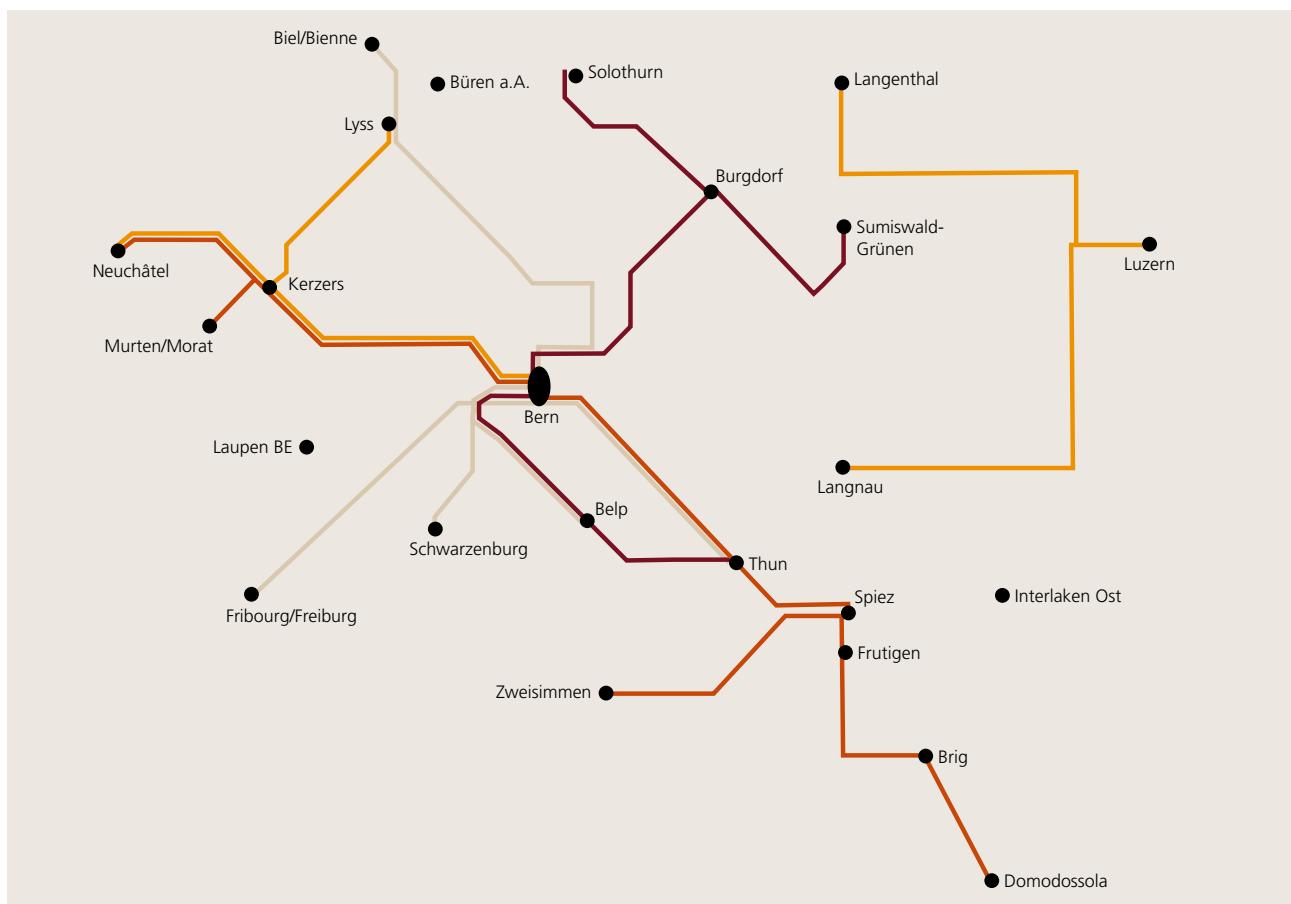 Biel/Bienne
Büren a.A.
Solothurn
Langenthal
Lyss
Burgdorf
Sumiswald-
Grünen
Neuchâtel
Kerzers
Luzern
Murten/Morat
Bern
Laupen BE
Langnau
Belp
Schwarzenburg
Thun
Fribourg/Freiburg
Spiez
Interlaken Ost
Frutigen
Zweisimmen
Brig
Domodossola